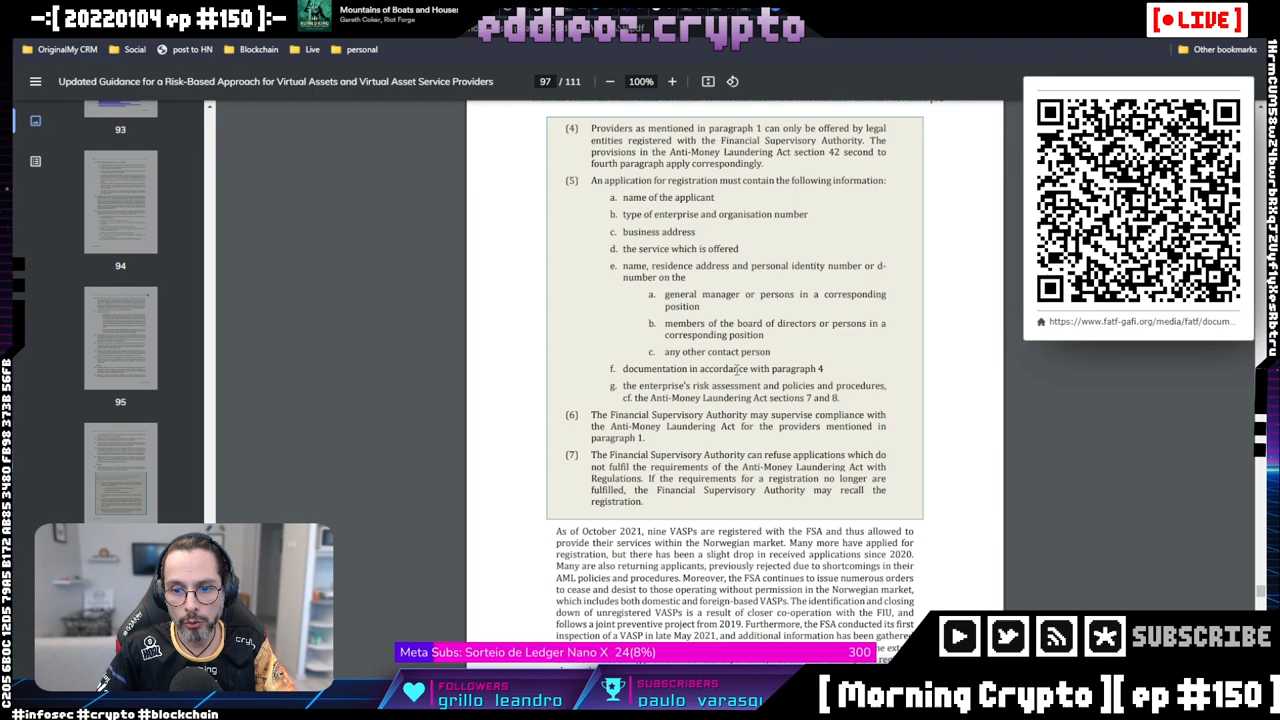 -:[ 20220104 ep #150 ]:-
Mountains of Boats and House
Gareth Coker, Riot Forge.
eddieoz.crypto
[● LIVE]
OriginalMy CRM
Social
post to HN
Blockchain
Live
personal
Other bookmarks
Updated Guidance for a Risk-Based Approach for Virtual Assets and Virtual Asset Service Providers
97 / 111
100%
93
95
(4) Providers as mentioned in paragraph 1 can only be offered by legal
entities registered with the Financial Supervisory Authority. The
provisions in the Anti-Money Laundering Act section 42 second to
fourth paragraph apply correspondingly.
(5) An application for registration must contain the following information:
a. name of the applicant
b. type of enterprise and organisation number
c. business address
d. the service which is offered
e. name, residence address and personal identity number or d-
number on the
a. general manager or persons in a corresponding
position
b. members of the board of directors or persons in a
corresponding position
c. any other contact person
f. documentation in accordance with paragraph 4
g. the enterprise's risk assessment and policies and procedures,
cf. the Anti-Money Laundering Act sections 7 and 8.
(6) The Financial Supervisory Authority may supervise compliance with
the Anti-Money Laundering Act for the providers mentioned in
paragraph 1.
(7) The Financial Supervisory Authority can refuse applications which do
not fulfil the requirements of the Anti-Money Laundering Act with
Regulations. If the requirements for a registration no longer are
fulfilled, the Financial Supervisory Authority may recall the
registration.
As of October 2021, nine VASPs are registered with the FSA and thus allowed to
provide their services within the Norwegian market. Many more have applied for
registration, but there has been a slight drop in received applications since 2020.
Many are also returning applicants, previously rejected due to shortcomings in their
AML policies and procedures. Moreover, the FSA continues to issue numerous orders
to cease and desist to those operating without permission in the Norwegian market,
which includes both domestic and foreign-based VASPs. The identification and closing
down of unregistered VASPs is a result of closer co-operation with the FIU, and
follows a joint preventive project from 2019. Furthermore, the FSA conducted its first
inspection of a VASP in late May 2021, and additional information has been gathered
https://www.fatf-gafi.org/media/fatf/docum...
Meta Subs: Sorteio de Ledger Nano X 24(8%)
300
FOLLOWERS
grillo leandro
SUBSCRIBERS
paulo varasqu
SUBSCRIBE
[ Morning Crypto ][ ep #150 ]